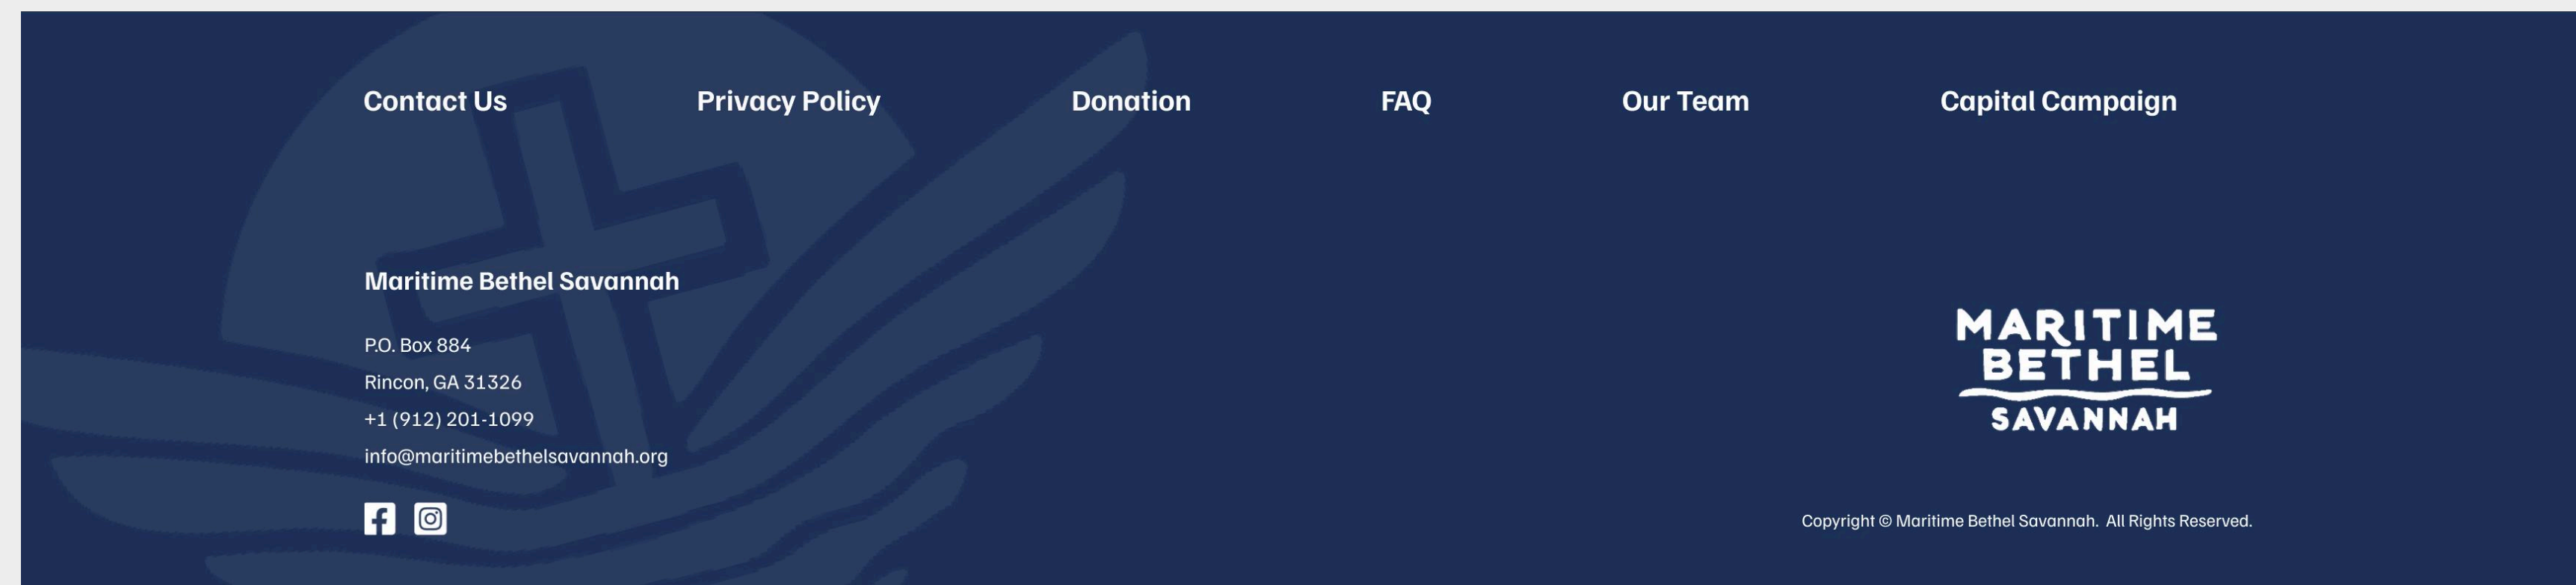 Contact Us Privacy Policy Donation FAQ Our Team Capital Campaign
Maritime Bethel Savannah
P.O. Box 884
Rincon, GA 31326
+1 (912) 201-1099
info@maritimebethelsavannah.org
MARITIME
BETHEL
SAVANNAH
Copyright © Maritime Bethel Savannah. All Rights Reserved.